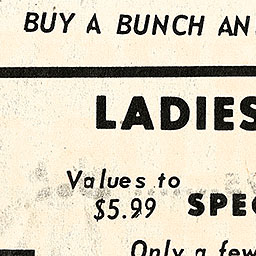 BUY A BUNCH AN
LADIES
Values to
$5.99 SPEC
Only a few